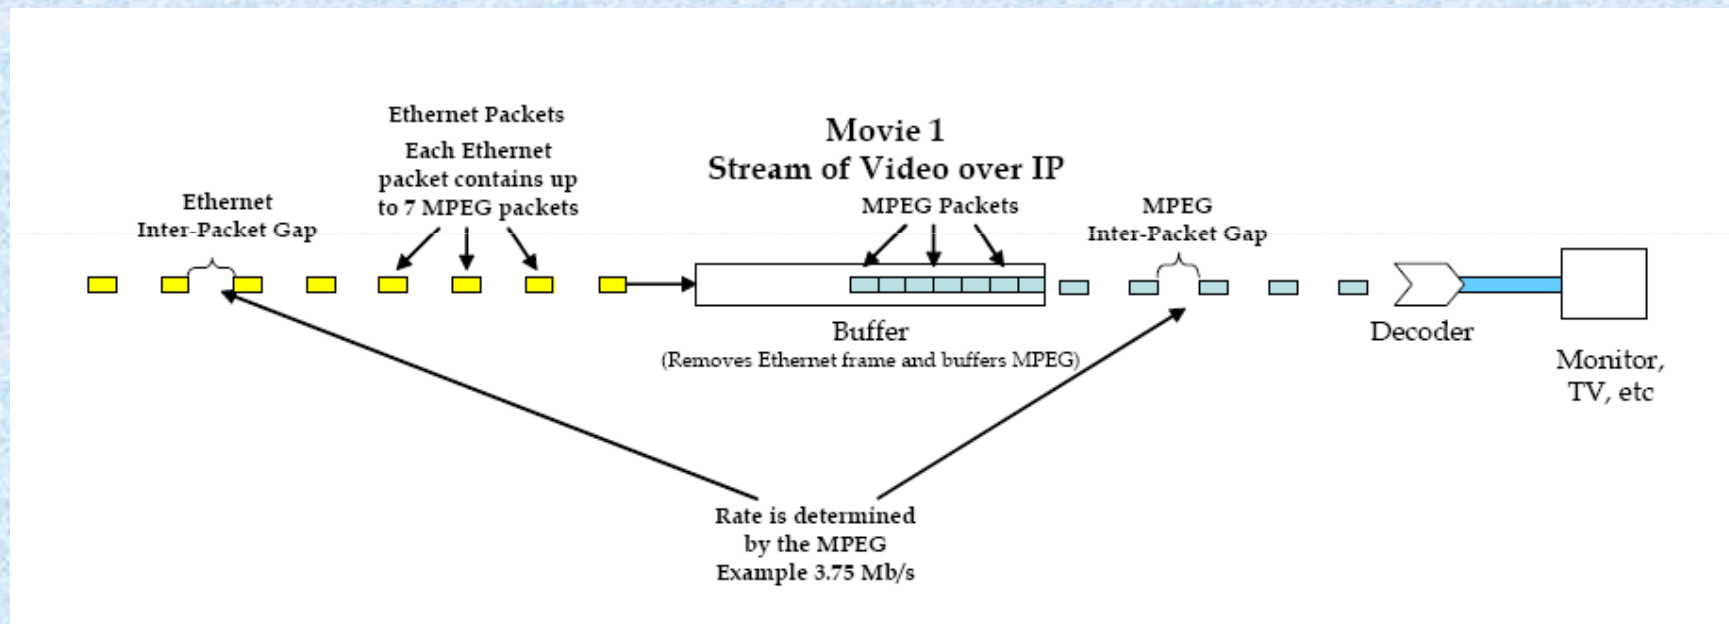 Ethernet Packets
Each Ethernet
packet contains up
to 7 MPEG packets
Ethernet
Inter-Packet Gap
Movie 1
Stream of Video over IP
MPEG Packets
MPEG
Inter-Packet Gap
Buffer
(Removes Ethernet frame and buffers MPEG)
Decoder
Monitor,
TV, etc
Rate is determined
by the MPEG
Example 3.75 Mb/s